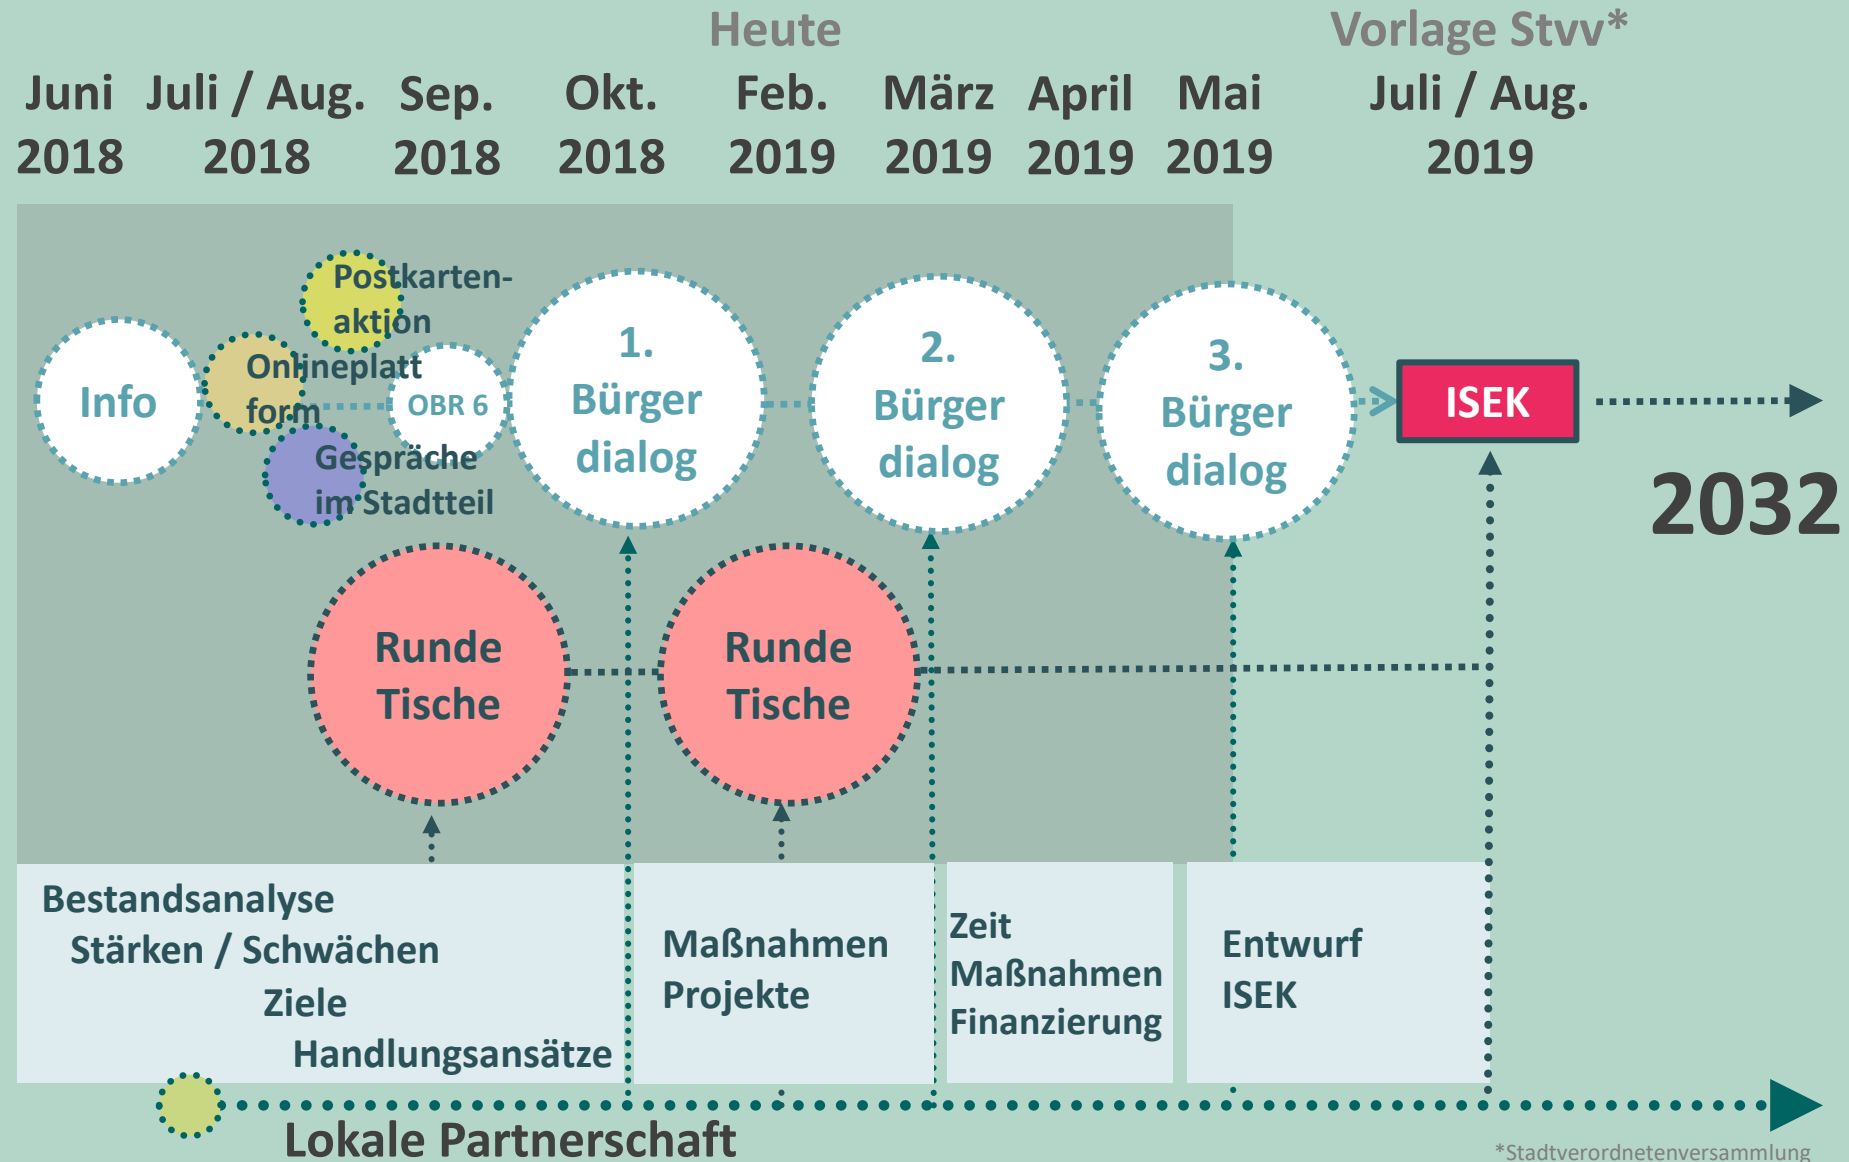 Heute
Vorlage Stvv*
Juni
2018
Juli / Aug.
2018
Sep.
2018
Okt.
2018
Feb.
2019
März
2019
April
2019
Mai
2019
Juli / Aug.
2019
Info
Postkarten-
aktion
Onlineplatt
form
Gespräche
im Stadtteil
OBR 6
1.
Bürger
dialog
2.
Bürger
dialog
3.
Bürger
dialog
ISEK
2032
Runde
Tische
Runde
Tische
Bestandsanalyse
Stärken / Schwächen
Ziele
Handlungsansätze
Maßnahmen
Projekte
Zeit
Maßnahmen
Finanzierung
Entwurf
ISEK
Lokale Partnerschaft
*Stadtverordnetenversammlung